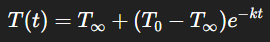 T(t) = T∞ + (T₀ − T∞)e⁻ᵏᵗ